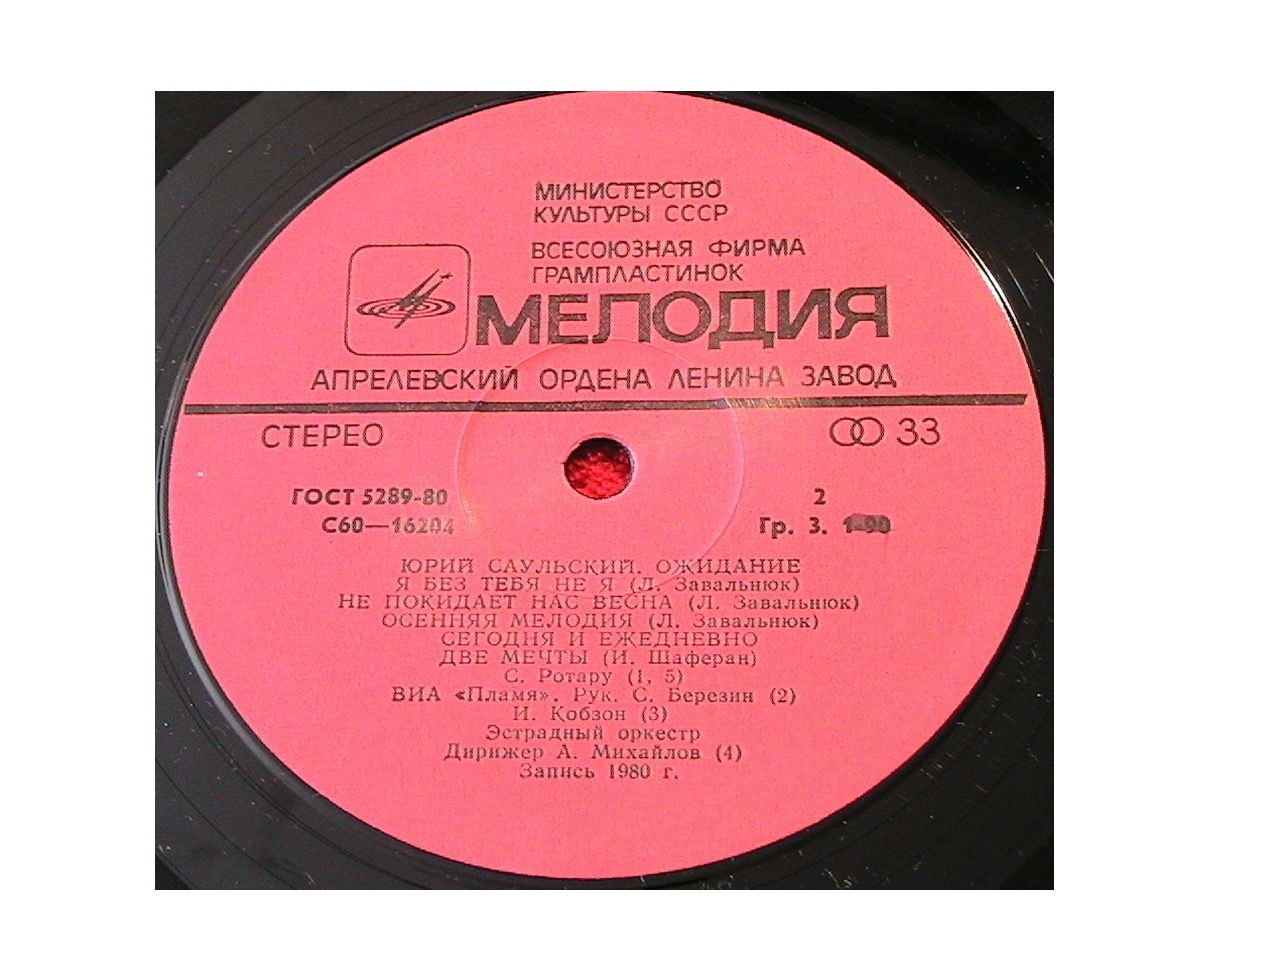 МИНИСТЕРСТВО
КУЛЬТУРЫ СССР
ВСЕСОЮЗНАЯ ФИРМА
ГРАМПЛАСТИНОК
МЕЛОДИЯ
АПРЕЛЕВСКИЙ ОРДЕНА ЛЕНИНА ЗАВОД
СТЕРЕО
33
ГОСТ 5289-80
2
С60—16204
Гр. 3.
ЮРИЙ САУЛЬСКИЙ. ОЖИДАНИЕ
Я БЕЗ ТЕБЯ НЕ Я (Л. Завальнюк)
НЕ ПОКИДАЕТ НАС ВЕСНА (Л. Завальнюк)
ОСЕННЯЯ МЕЛОДИЯ (Л. Завальнюк)
СЕГОДНЯ И ЕЖЕДНЕВНО
ДВЕ МЕЧТЫ (И. Шаферан)
С. Ротару (1, 5)
ВИА «Пламя». Рук. С. Березин (2)
И. Кобзон (3)
Эстрадный оркестр
Дирижер А. Михайлов (4)
Запись 1980 г.